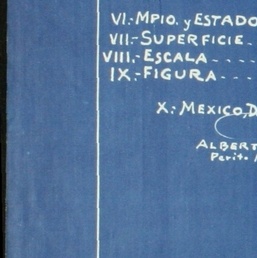 VI.- MPIO. y ESTADO
VII.- SUPERFICIE. -
VIII.- ESCALA - - - -
IX.- FIGURA - - - -
X.- MEXICO, D
ALBERT
Perito